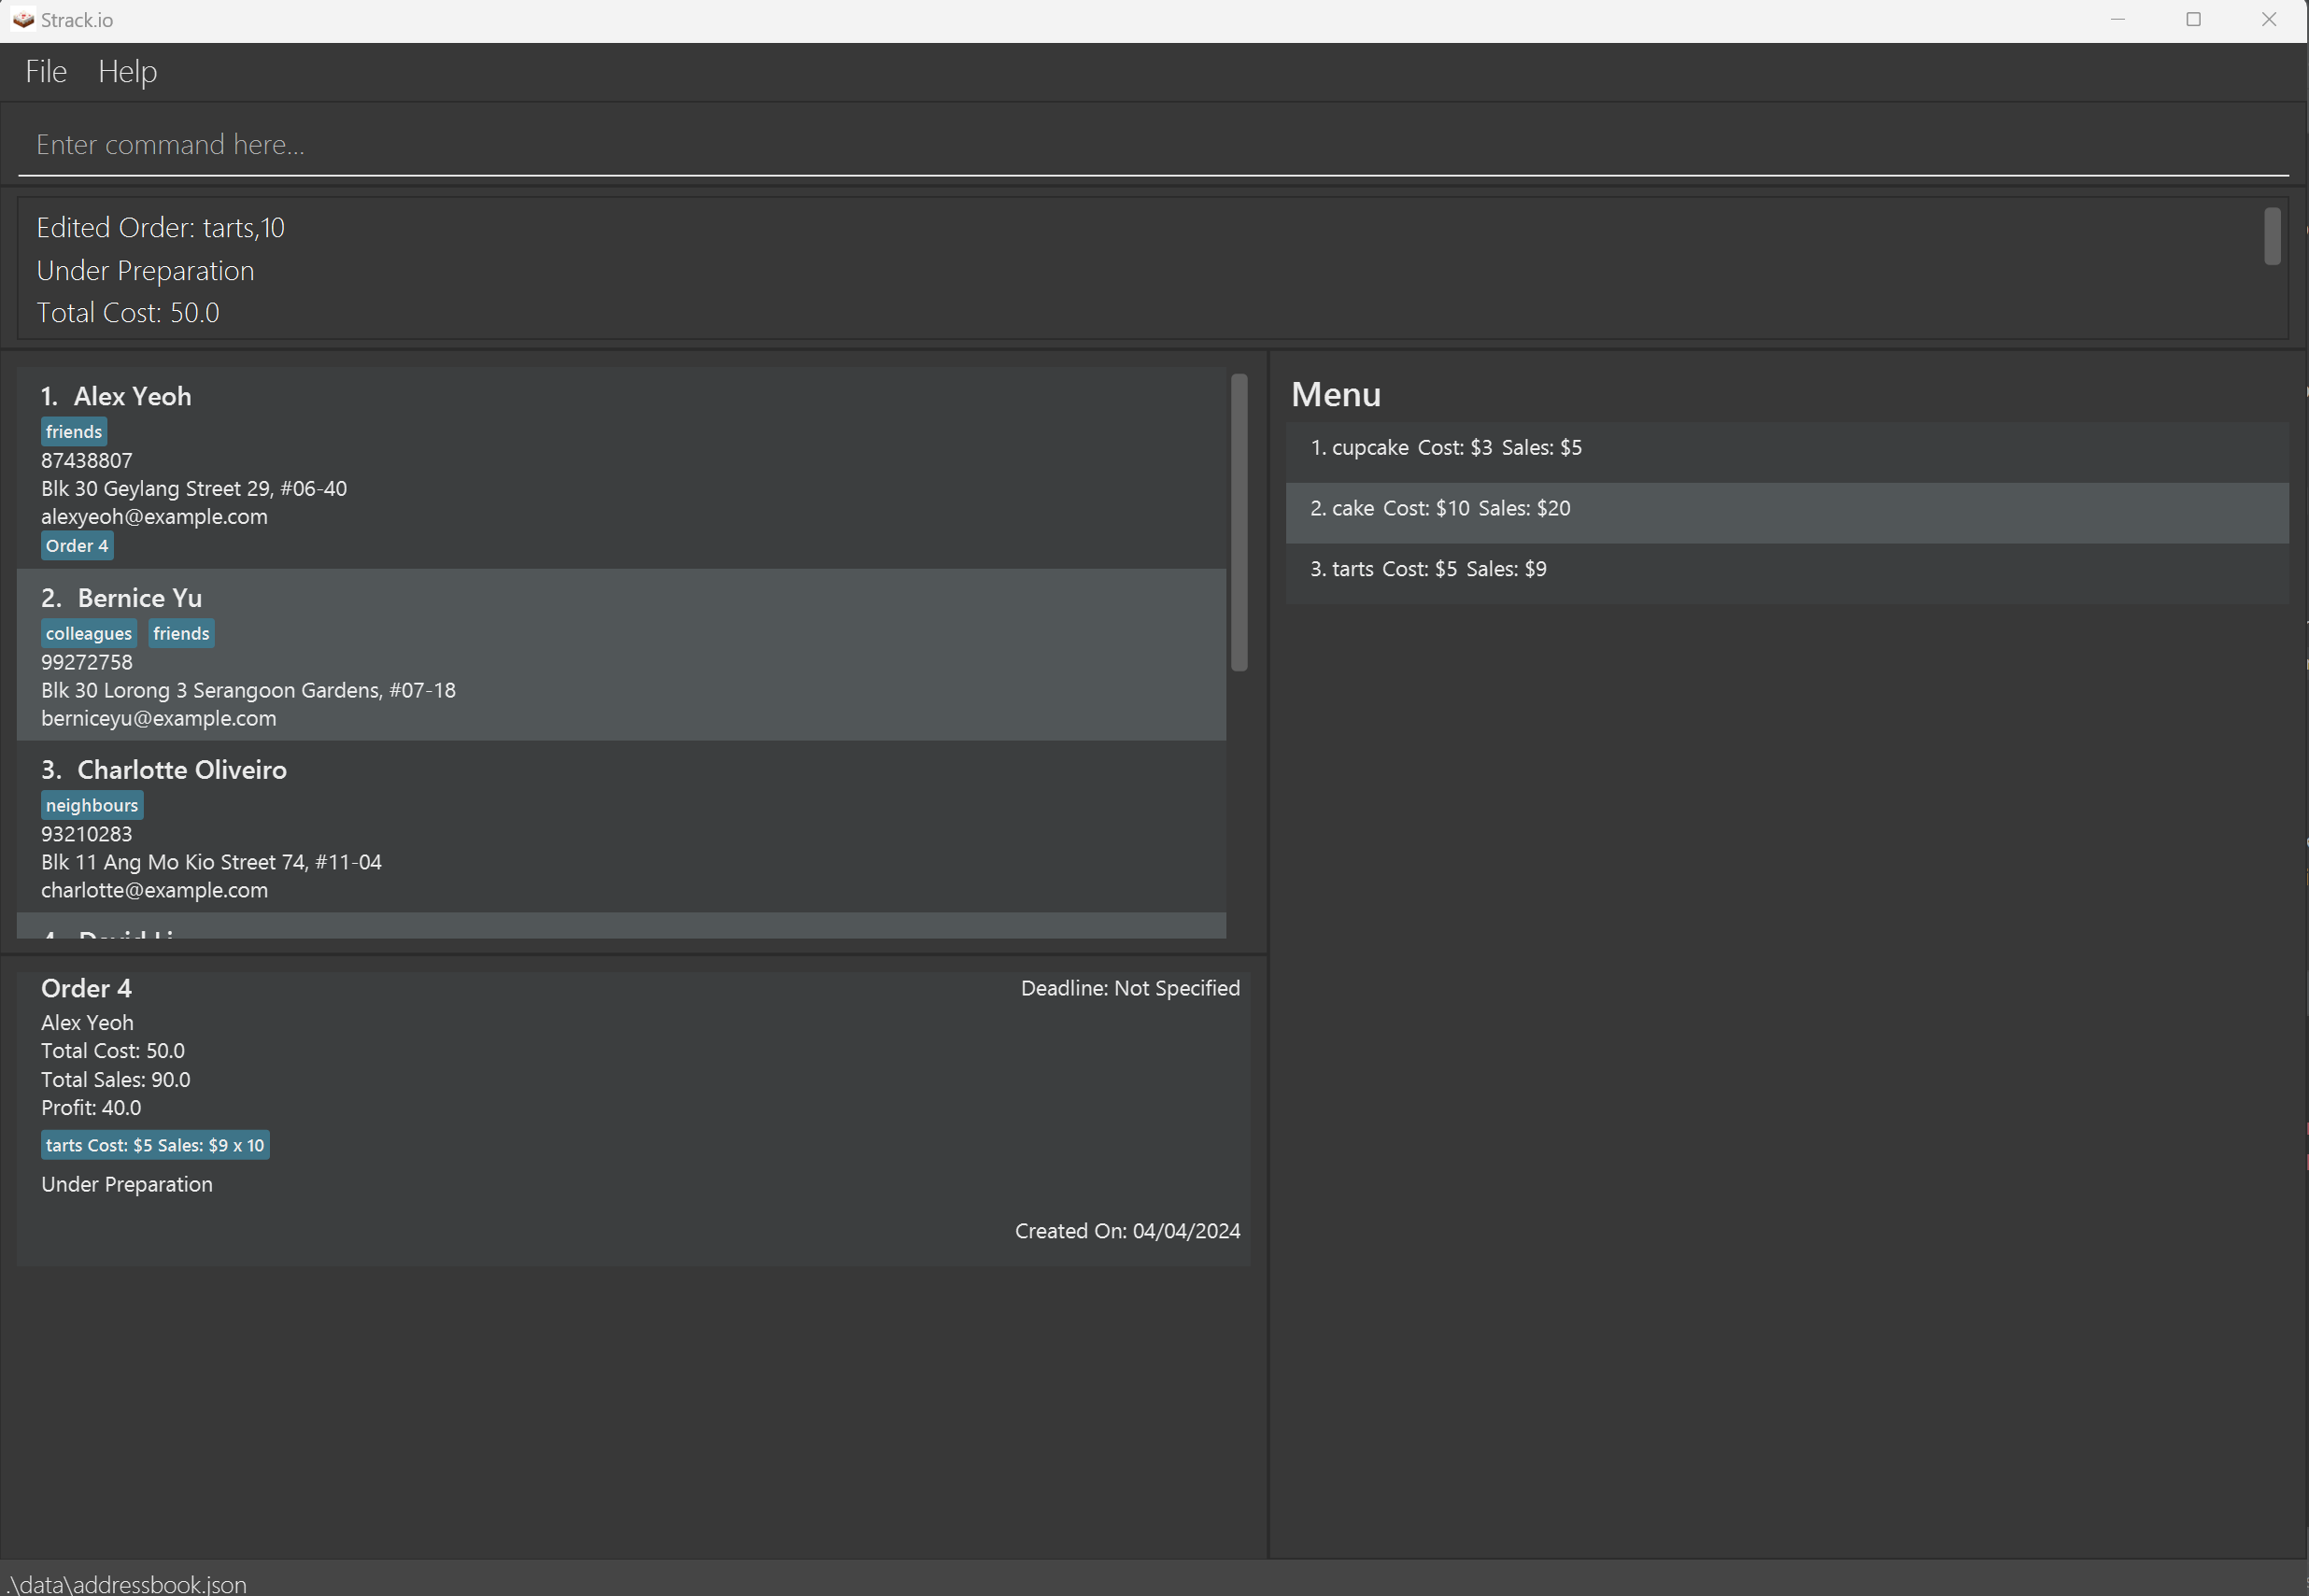 Strack.io
File Help
Enter command here...
Edited Order: tarts,10
Under Preparation
Total Cost: 50.0
1. Alex Yeoh
friends
87438807
Blk 30 Geylang Street 29, #06-40
alexyeoh@example.com
Order 4
2. Bernice Yu
colleagues friends
99272758
Blk 30 Lorong 3 Serangoon Gardens, #07-18
berniceyu@example.com
3. Charlotte Oliveiro
neighbours
93210283
Blk 11 Ang Mo Kio Street 74, #11-04
charlotte@example.com
4. David Li
Menu
1. cupcake Cost: $3 Sales: $5
2. cake Cost: $10 Sales: $20
3. tarts Cost: $5 Sales: $9
Order 4 Deadline: Not Specified
Alex Yeoh
Total Cost: 50.0
Total Sales: 90.0
Profit: 40.0
tarts Cost: $5 Sales: $9 x 10
Under Preparation
Created On: 04/04/2024
.\data\addressbook.json